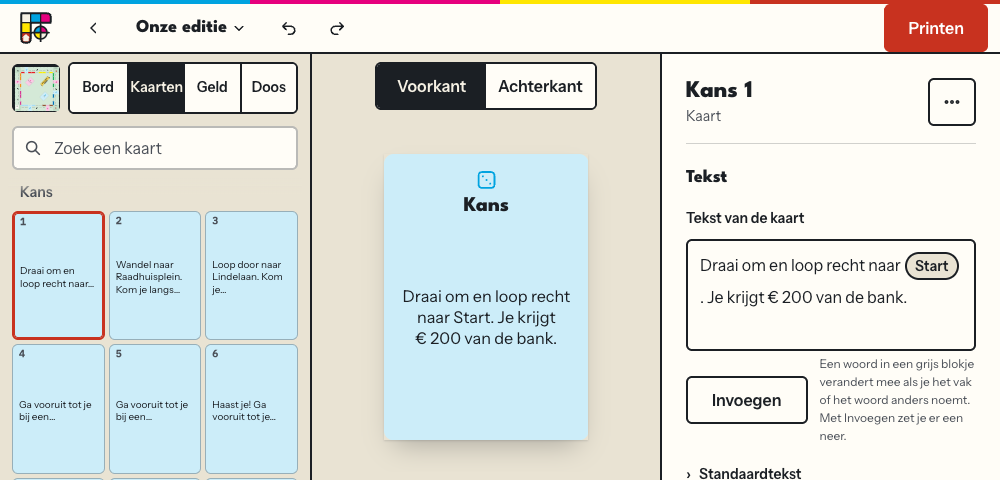 Onze editie
Printen
Bord
Kaarten
Geld
Doos
Zoek een kaart
Kans
1
Draai om en
loop recht naar...
2
Wandel naar
Raadhuisplein.
Kom je langs...
3
Loop door naar
Lindelaan. Kom
je...
4
Ga vooruit tot je
bij een...
5
Ga vooruit tot je
bij een...
6
Haast je! Ga
vooruit tot je...
Voorkant
Achterkant
Kans
Draai om en loop recht
naar Start. Je krijgt
€ 200 van de bank.
Kans 1
Kaart
Tekst
Tekst van de kaart
Draai om en loop recht naar Start
. Je krijgt € 200 van de bank.
Invoegen
Een woord in een grijs blokje
verandert mee als je het vak
of het woord anders noemt.
Met Invoegen zet je er een
neer.
Standaardtekst